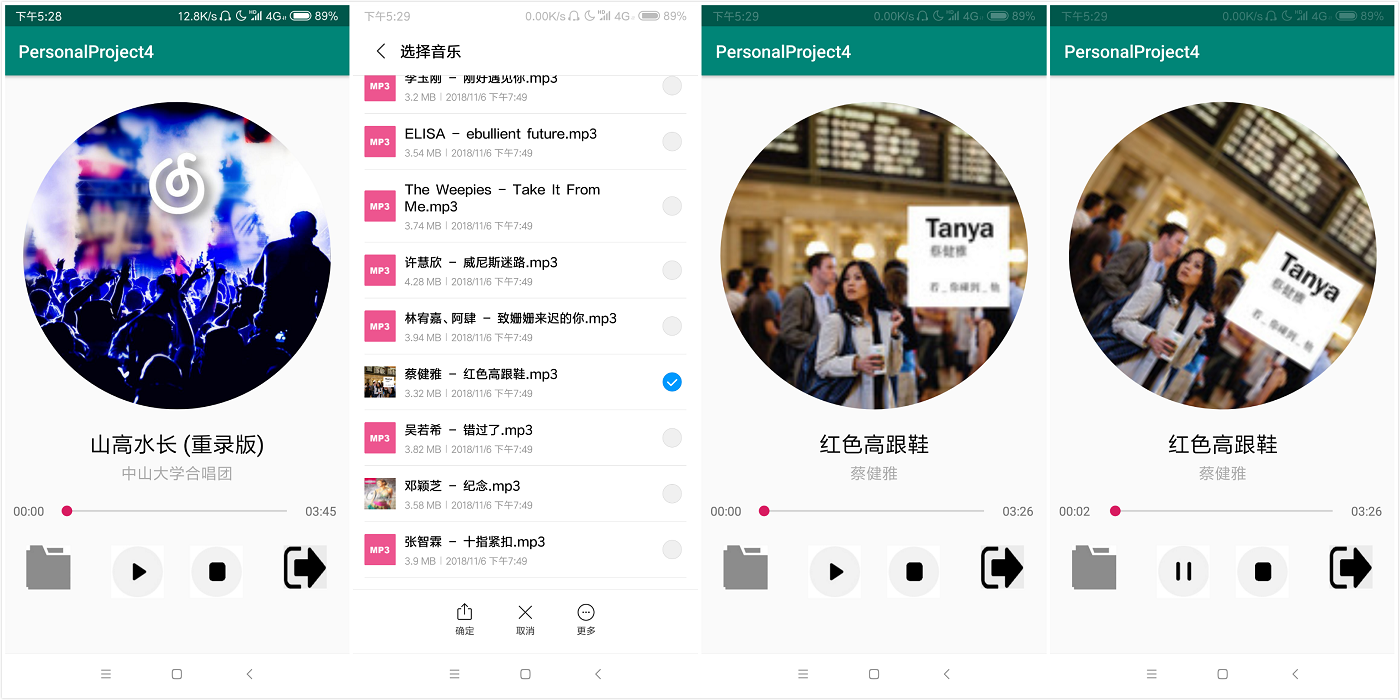 下午5:28
12.8K/s
HD
4G
89%
PersonalProject4
山高水长 (重录版)
中山大学合唱团
00:00
03:45
下午5:29
0.00K/s
HD
4G
89%
选择音乐
MP3
李玉刚 - 刚好遇见你.mp3
3.2 MB | 2018/11/6 下午7:49
MP3
ELISA - ebullient future.mp3
3.54 MB | 2018/11/6 下午7:49
MP3
The Weepies - Take It From
Me.mp3
3.74 MB | 2018/11/6 下午7:49
MP3
许慧欣 - 威尼斯迷路.mp3
4.28 MB | 2018/11/6 下午7:49
MP3
林宥嘉、阿肆 - 致姗姗来迟的你.mp3
3.94 MB | 2018/11/6 下午7:49
蔡健雅 - 红色高跟鞋.mp3
3.32 MB | 2018/11/6 下午7:49
MP3
吴若希 - 错过了.mp3
3.82 MB | 2018/11/6 下午7:49
邓颖芝 - 纪念.mp3
3.58 MB | 2018/11/6 下午7:49
MP3
张智霖 - 十指紧扣.mp3
3.9 MB | 2018/11/6 下午7:49
确定
取消
更多
下午5:29
0.00K/s
HD
4G
89%
PersonalProject4
Tanya
蔡健雅
若_你碰到_他
红色高跟鞋
蔡健雅
00:00
03:26
下午5:29
0.00K/s
HD
4G
89%
PersonalProject4
Tanya
蔡健雅
若_你碰到_他
红色高跟鞋
蔡健雅
00:02
03:26